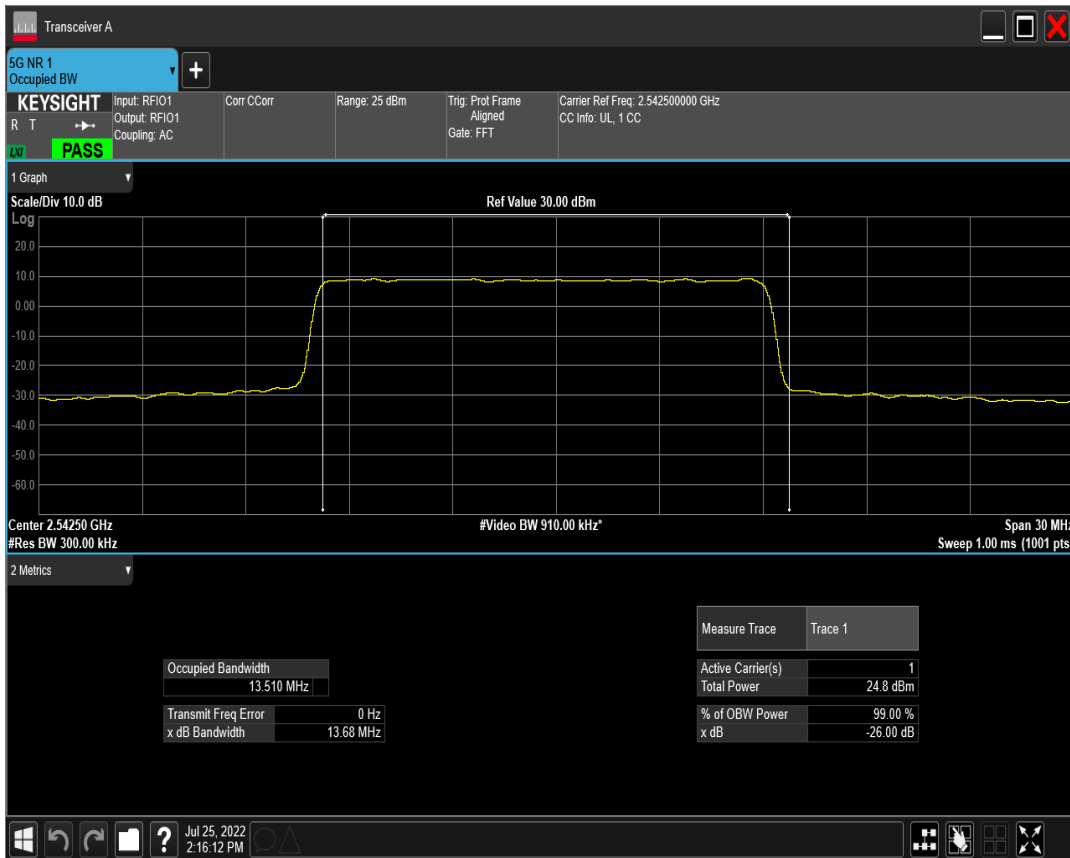 Transceiver A
5G NR 1
Occupied BW
KEYSIGHT
R T
LXI
PASS
Input: RFIO1
Output: RFIO1
Coupling: AC
Corr CCorr
Range: 25 dBm
Trig: Prot Frame
Aligned
Gate: FFT
Carrier Ref Freq: 2.542500000 GHz
CC Info: UL, 1 CC
1 Graph
Scale/Div 10.0 dB
Ref Value 30.00 dBm
Log
20.0
10.0
0.00
-10.0
-20.0
-30.0
-40.0
-50.0
-60.0
Center 2.54250 GHz
#Video BW 910.00 kHz*
Span 30 MHz
#Res BW 300.00 kHz
Sweep 1.00 ms (1001 pts
2 Metrics
Measure Trace Trace 1
Occupied Bandwidth
13.510 MHz
Active Carrier(s) 1
Total Power 24.8 dBm
Transmit Freq Error 0 Hz
x dB Bandwidth 13.68 MHz
% of OBW Power 99.00 %
x dB -26.00 dB
?
Jul 25, 2022
2:16:12 PM